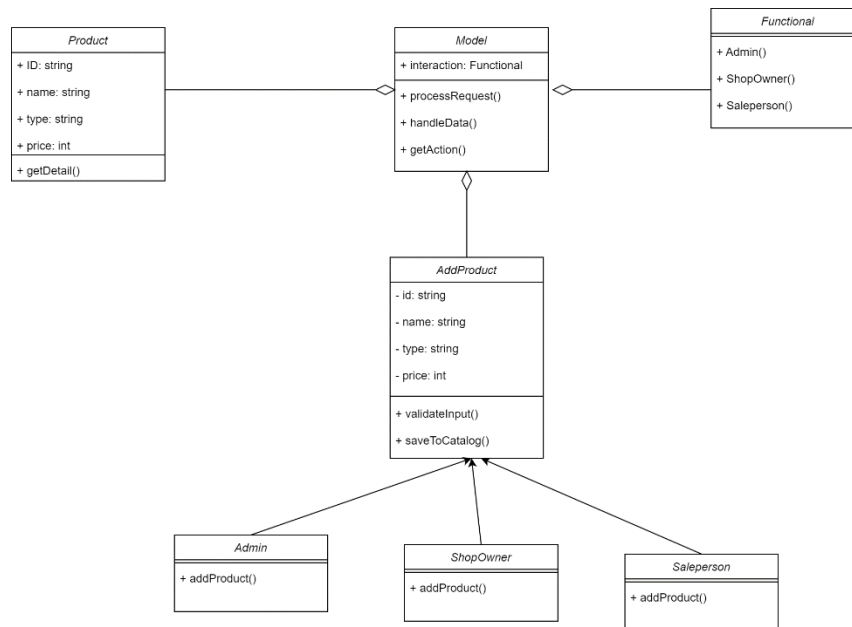 Product
+ ID: string
+ name: string
+ type: string
+ price: int
+ getDetail()
Model
+ interaction: Functional
+ processRequest()
+ handleData()
+ getAction()
Functional
+ Admin()
+ ShopOwner()
+ Saleperson()
AddProduct
- id: string
- name: string
- type: string
- price: int
+ validateInput()
+ saveToCatalog()
Admin
+ addProduct()
ShopOwner
+ addProduct()
Saleperson
+ addProduct()